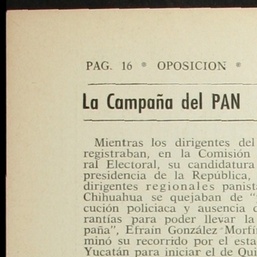 PAG. 16 * OPOSICION *
La Campaña del PAN
Mientras los dirigentes del
registraban, en la Comisión
ral Electoral, su candidatura
presidencia de la República,
dirigentes regionales panist
Chihuahua se quejaban de "
cución policiaca y ausencia d
rantías para poder llevar la
paña", Efraín González Morfí
minó su recorrido por el esta
Yucatán para iniciar el de Qui